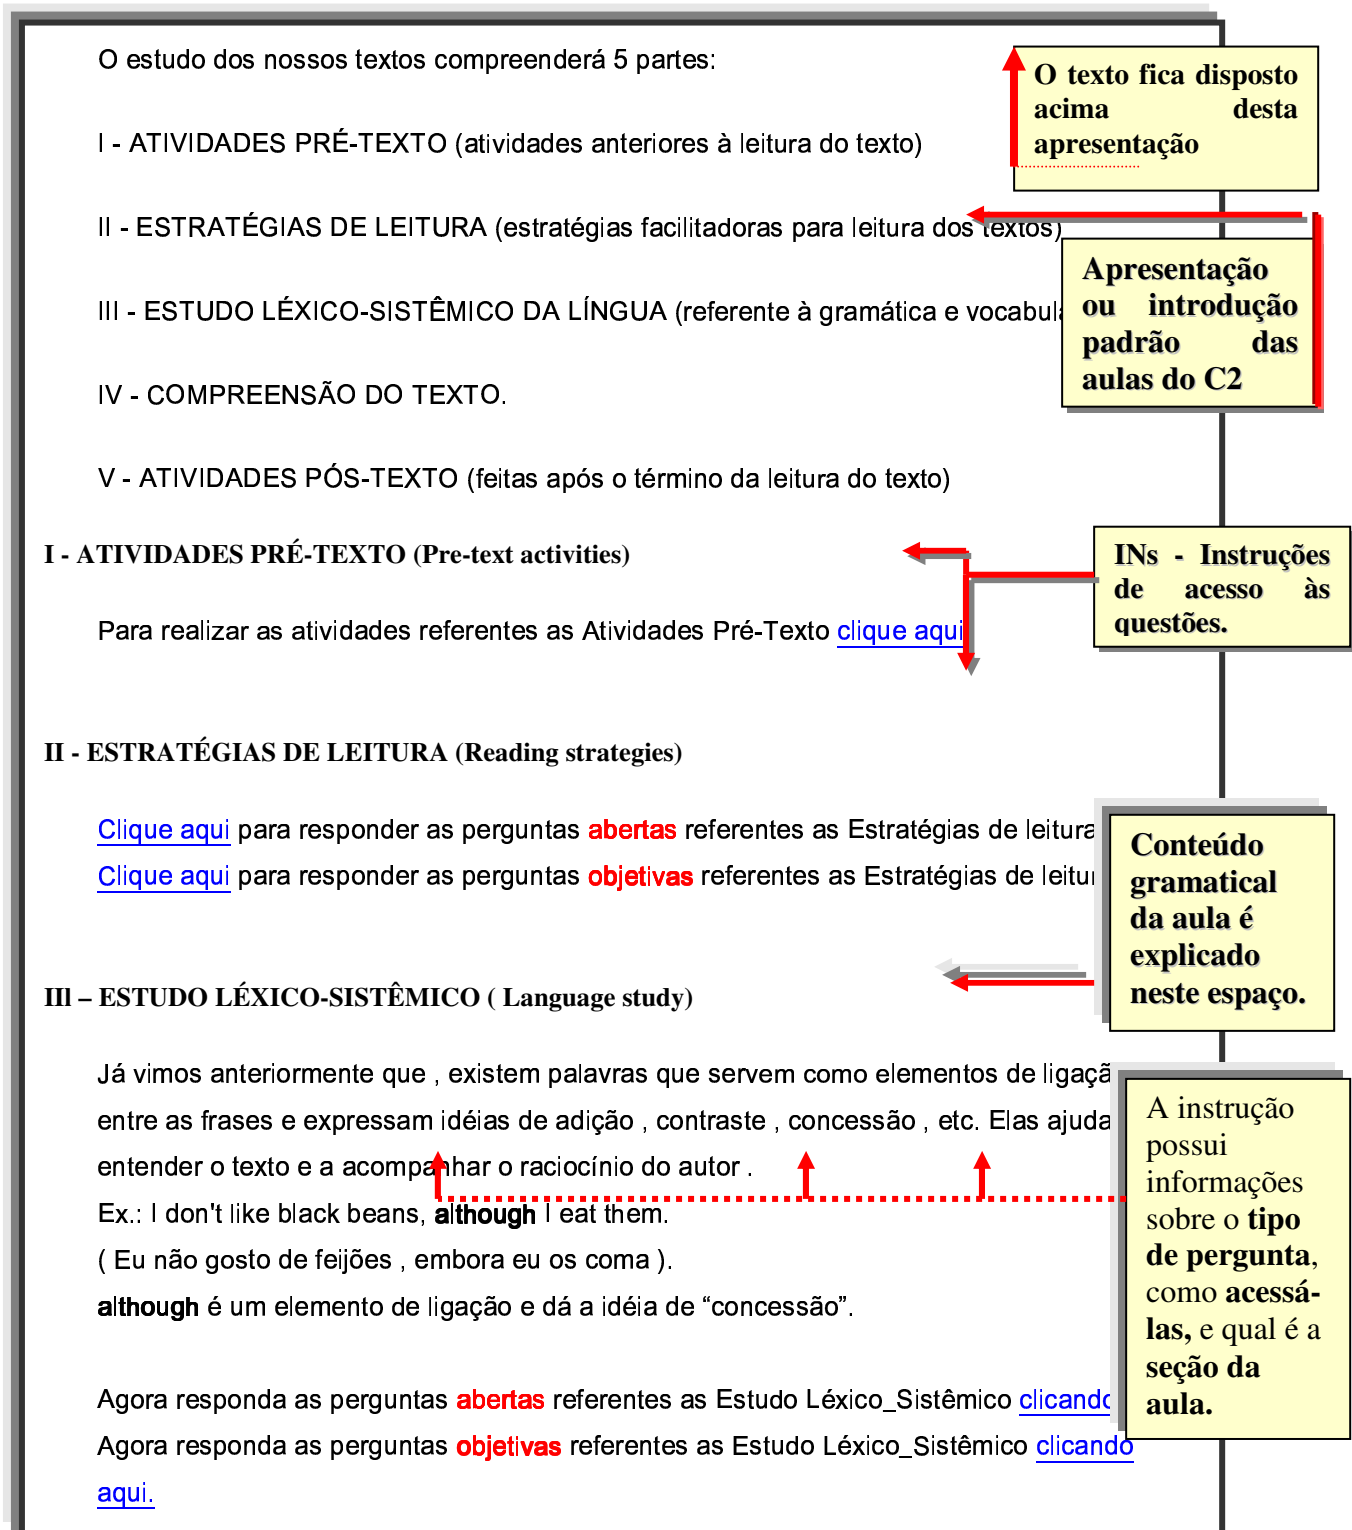 O estudo dos nossos textos compreenderá 5 partes:
O texto fica disposto
acima desta
apresentação
I - ATIVIDADES PRÉ-TEXTO (atividades anteriores à leitura do texto)
II - ESTRATÉGIAS DE LEITURA (estratégias facilitadoras para leitura dos textos)
Apresentação
ou introdução
padrão das
aulas do C2
III - ESTUDO LÉXICO-SISTÊMICO DA LÍNGUA (referente à gramática e
IV - COMPREENSÃO DO TEXTO.
V - ATIVIDADES PÓS-TEXTO (feitas após o término da leitura do texto)
I - ATIVIDADES PRÉ-TEXTO (Pre-text activities)
INs - Instruções
de acesso às
questões.
Para realizar as atividades referentes as Atividades Pré-Texto clique aqui
II - ESTRATÉGIAS DE LEITURA (Reading strategies)
Clique aqui para responder as perguntas abertas referentes as Estratégias de leitura
Clique aqui para responder as perguntas objetivas referentes as Estratégias de
Conteúdo
gramatical
da aula é
explicado
neste espaço.
IIl – ESTUDO LÉXICO-SISTÊMICO ( Language study)
Já vimos anteriormente que , existem palavras que servem como elementos de
entre as frases e expressam idéias de adição , contraste , concessão , etc. Elas
entender o texto e a acompanhar o raciocínio do autor .
Ex.: I don't like black beans, although I eat them.
( Eu não gosto de feijões , embora eu os coma ).
although é um elemento de ligação e dá a idéia de “concessão”.
A instrução
possui
informações
sobre o tipo
de pergunta,
como acessá-
las, e qual é a
seção da
aula.
Agora responda as perguntas abertas referentes as Estudo Léxico_Sistêmico clicando
Agora responda as perguntas objetivas referentes as Estudo Léxico_Sistêmico clicando
aqui.